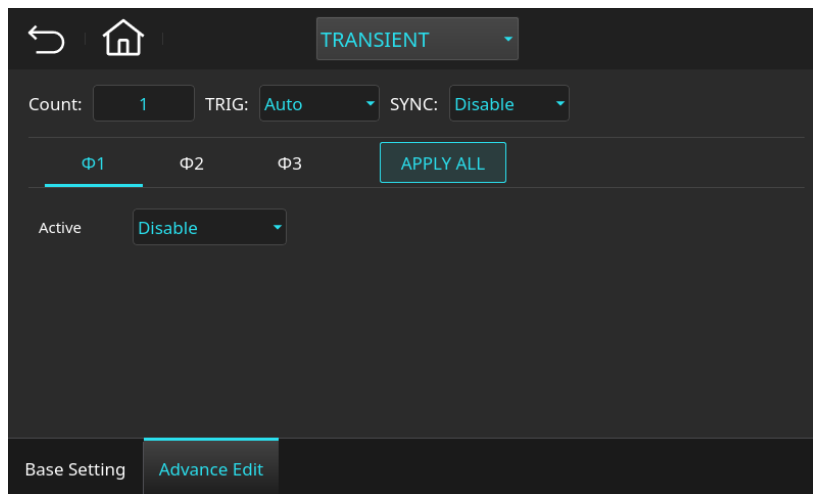 TRANSIENT
Count: 1 TRIG: Auto SYNC: Disable
Φ1 Φ2 Φ3 APPLY ALL
Active Disable
Base Setting Advance Edit